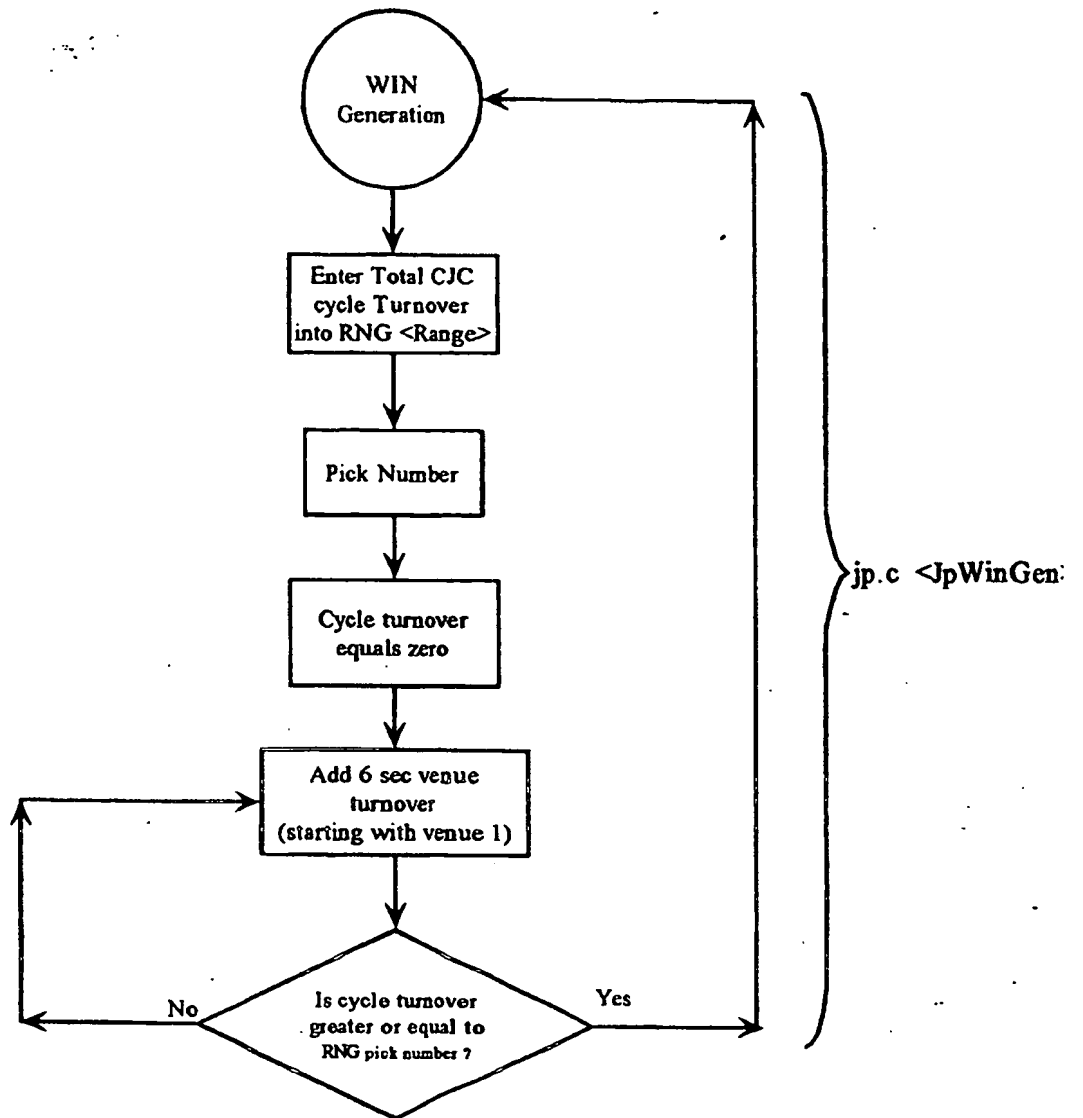 WIN
Generation
Enter Total CJC
cycle Turnover
into RNG <Range>
Pick Number
Cycle turnover
equals zero
Add 6 sec venue
turnover
(starting with venue 1)
No
Is cycle turnover
greater or equal to
RNG pick number ?
Yes
jp.c <JpWinGen